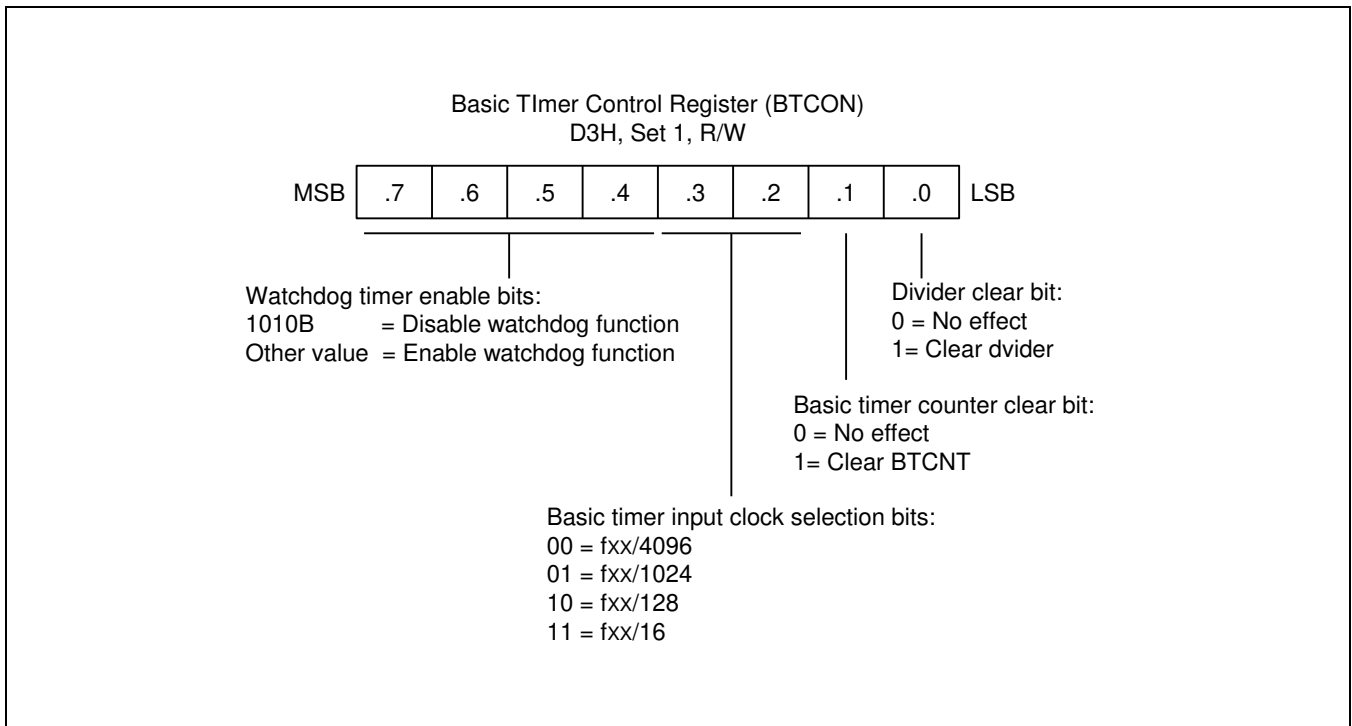 Basic TImer Control Register (BTCON)
D3H, Set 1, R/W
MSB .7 .6 .5 .4 .3 .2 .1 .0 LSB
Watchdog timer enable bits:
1010B = Disable watchdog function
Other value = Enable watchdog function
Divider clear bit:
0 = No effect
1= Clear dvider
Basic timer counter clear bit:
0 = No effect
1= Clear BTCNT
Basic timer input clock selection bits:
00 = fxx/4096
01 = fxx/1024
10 = fxx/128
11 = fxx/16